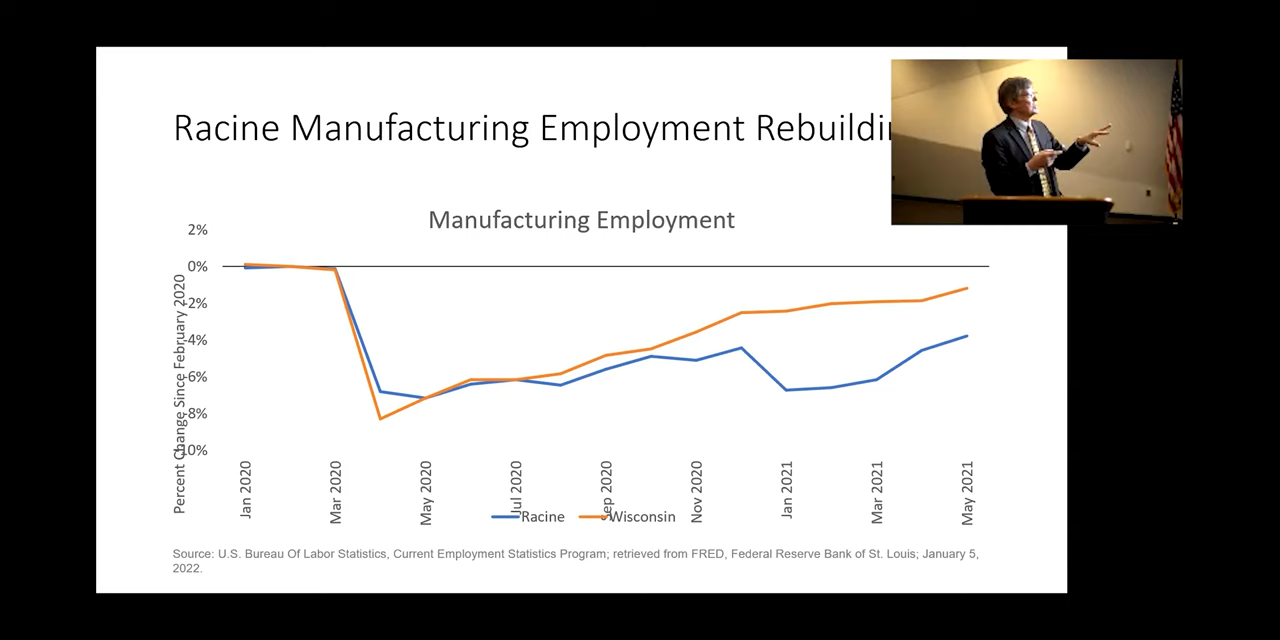 Racine Manufacturing Employment
Manufacturing Employment
2%
0%
-2%
-4%
-6%
-8%
-10%
Percent Change Since February 2020
Jan 2020
Mar 2020
May 2020
Jul 2020
Sep 2020
Nov 2020
Jan 2021
Mar 2021
May 2021
Racine Wisconsin
Source: U.S. Bureau Of Labor Statistics, Current Employment Statistics Program; retrieved from FRED, Federal Reserve Bank of St. Louis; January 5,
2022.